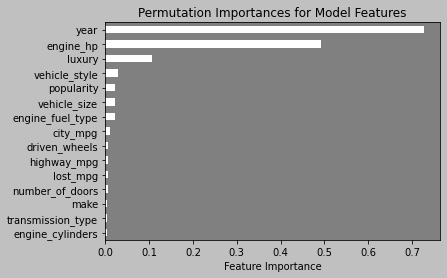 Permutation Importances for Model Features
year
engine_hp
luxury
vehicle_style
popularity
vehicle_size
engine_fuel_type
city_mpg
driven_wheels
highway_mpg
lost_mpg
number_of_doors
make
transmission_type
engine_cylinders
0.0 0.1 0.2 0.3 0.4 0.5 0.6 0.7
Feature Importance